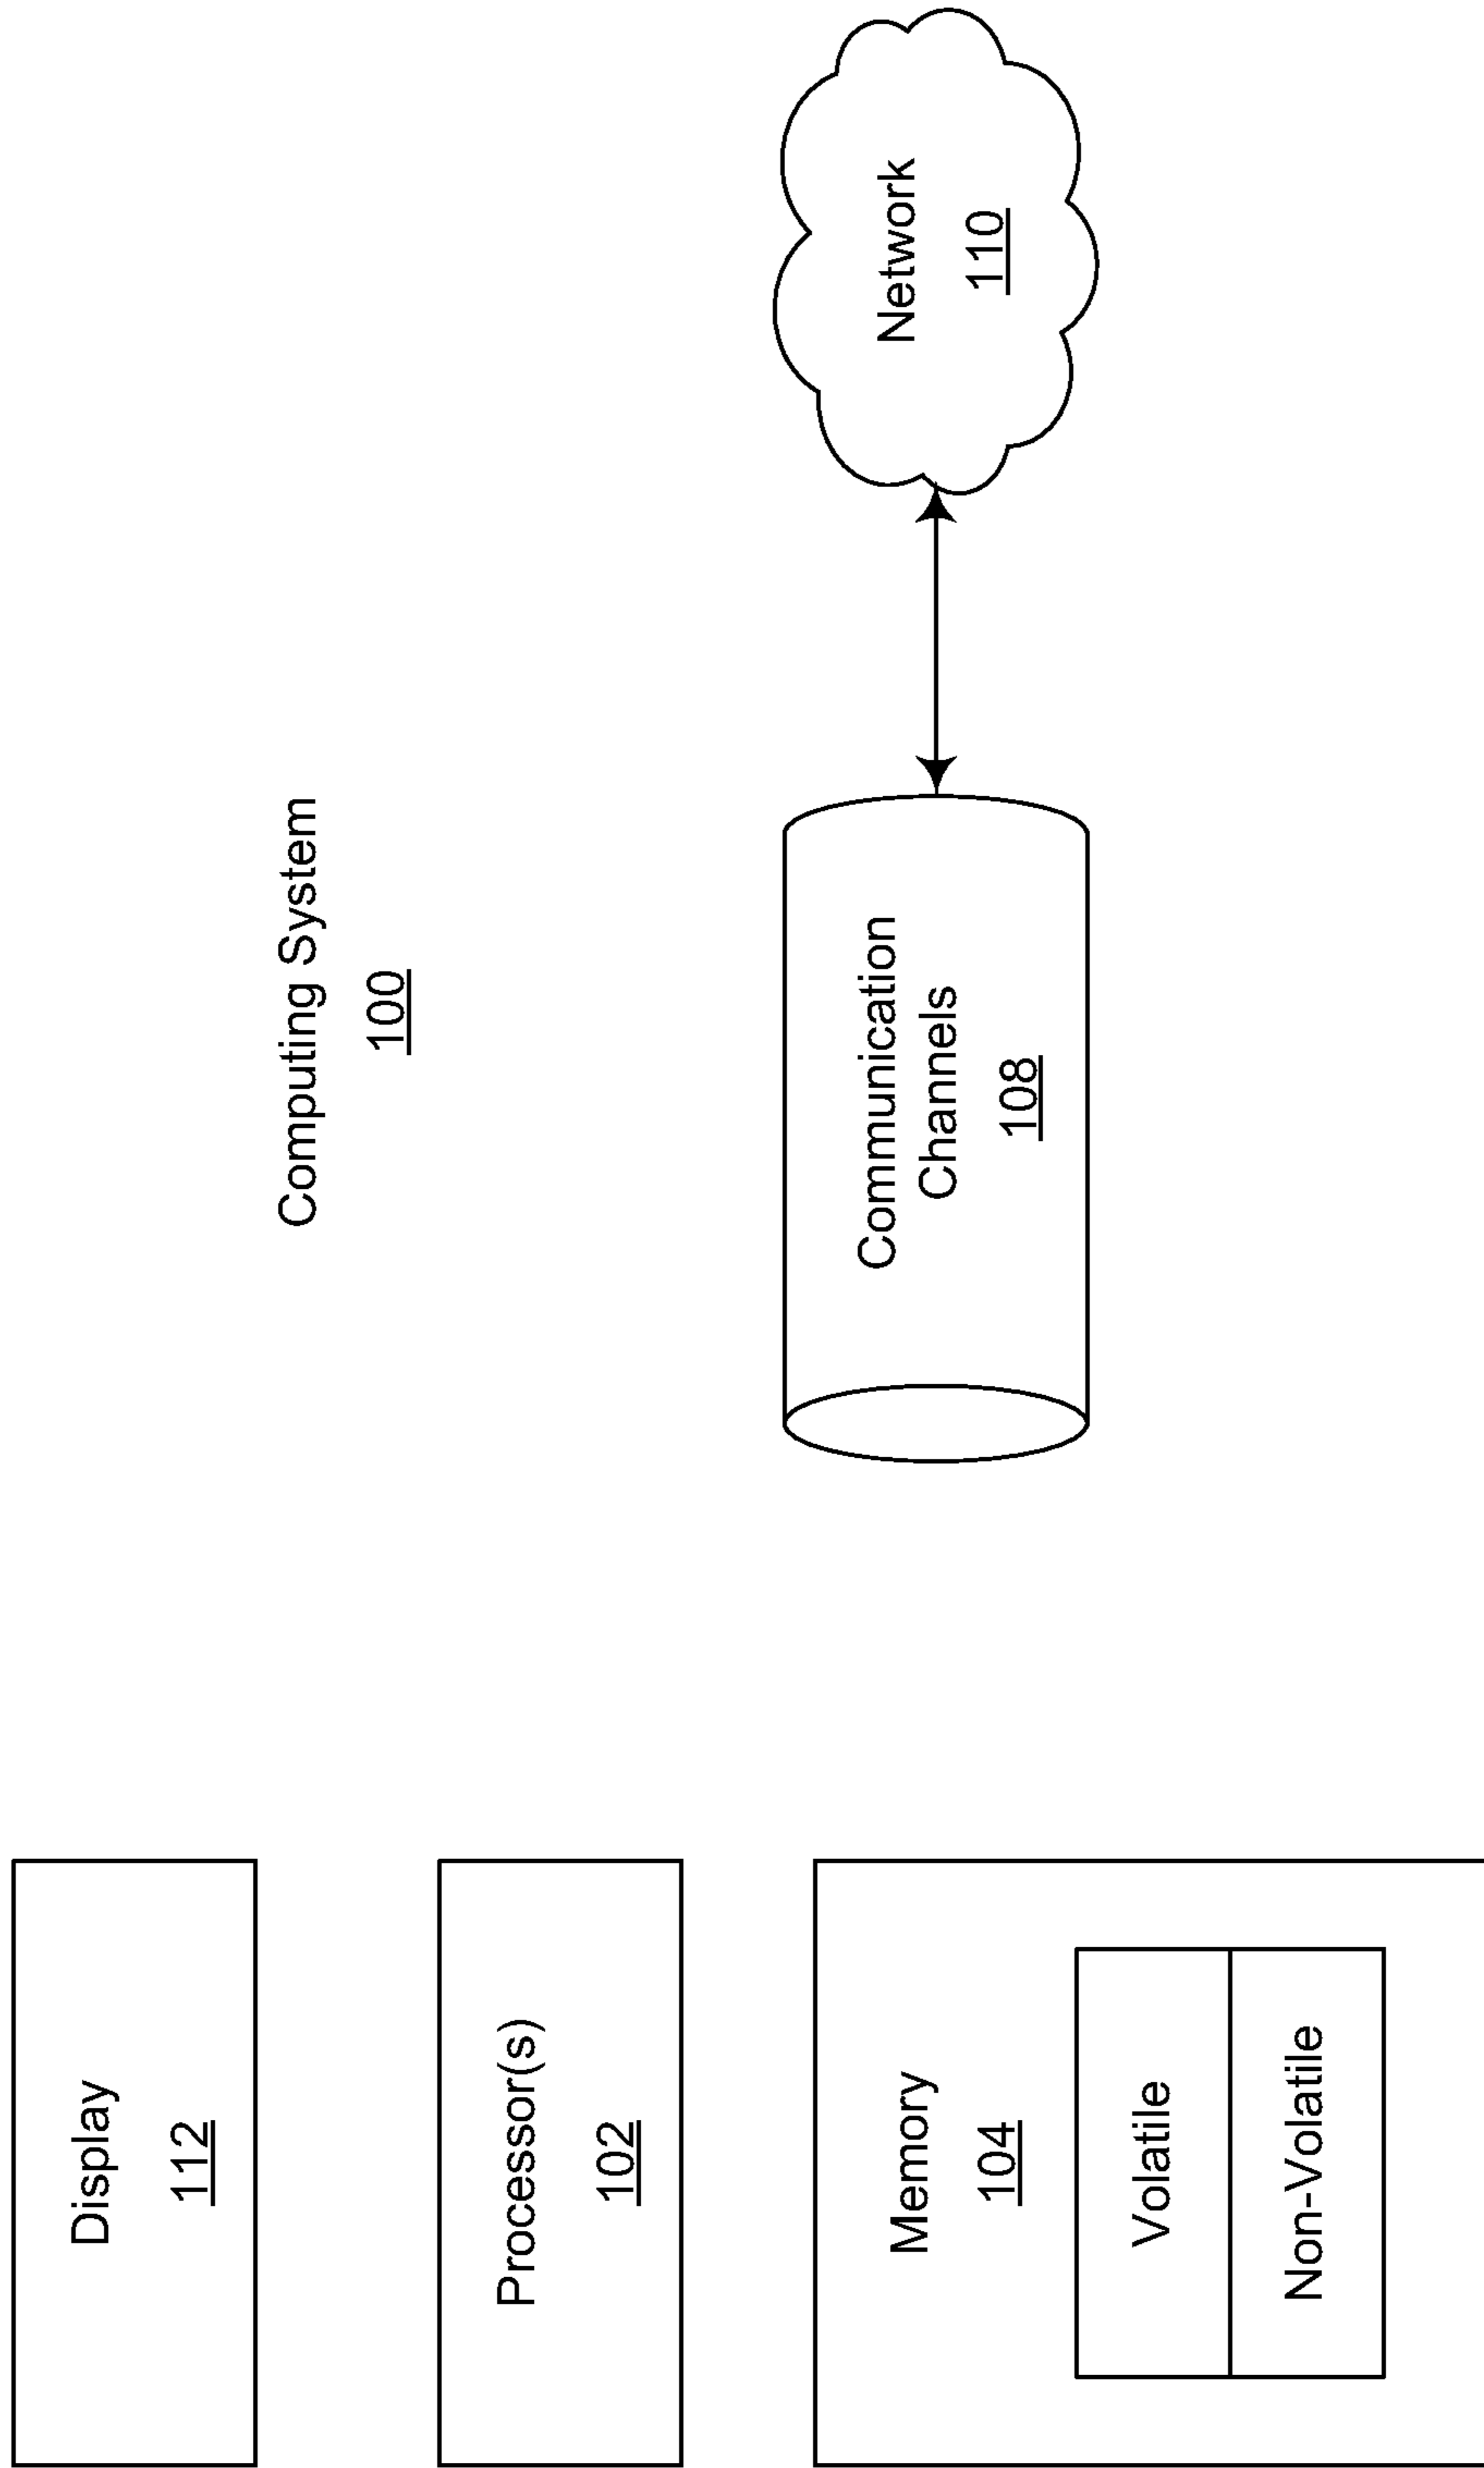 Display
112
Computing System
100
Processor(s)
102
Memory
104
Volatile
Non-Volatile
Communication
Channels
108
Network
110